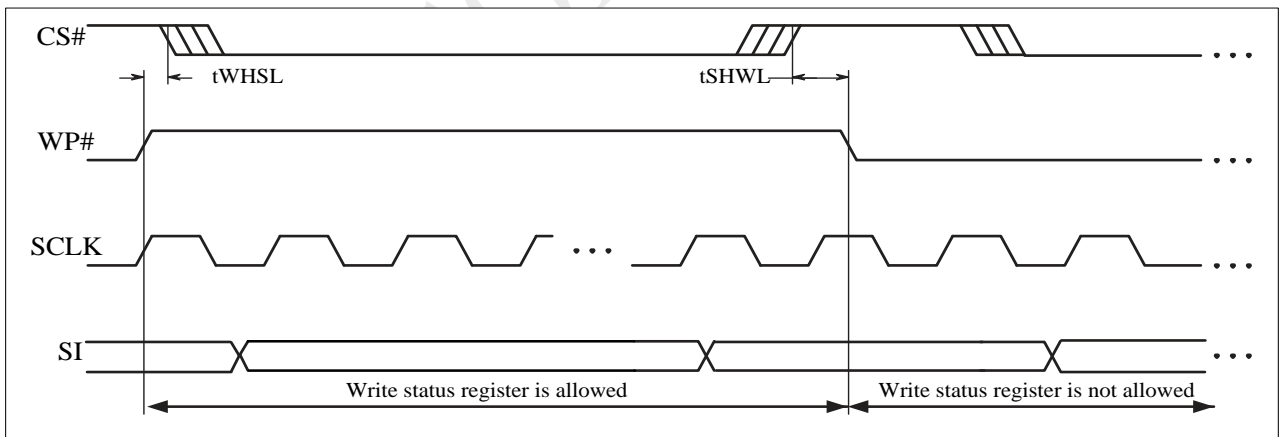 CS#
tWHSL
tSHWL
WP#
SCLK
SI
Write status register is allowed
Write status register is not allowed